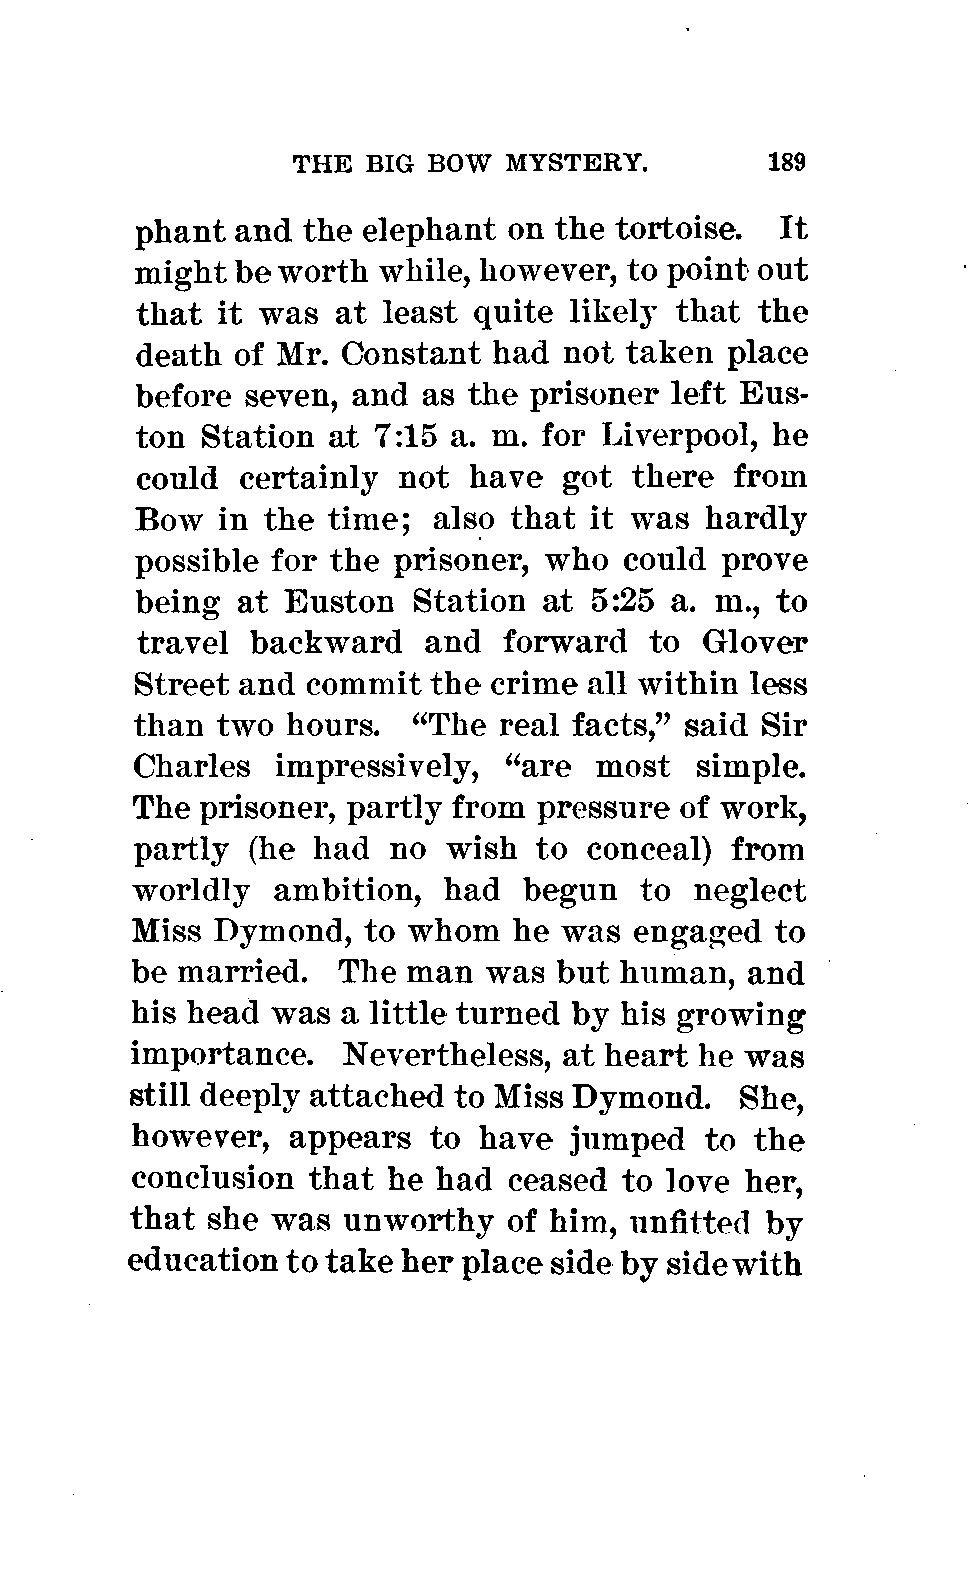 THE BIG BOW MYSTERY. 189
phant and the elephant on the tortoise. It
might be worth while, however, to point out
that it was at least quite likely that the
death of Mr. Constant had not taken place
before seven, and as the prisoner left Eus-
ton Station at 7:15 a. m. for Liverpool, he
could certainly not have got there from
Bow in the time; also that it was hardly
possible for the prisoner, who could prove
being at Euston Station at 5:25 a. m., to
travel backward and forward to Glover
Street and commit the crime all within less
than two hours. “The real facts,” said Sir
Charles impressively, “are most simple.
The prisoner, partly from pressure of work,
partly (he had no wish to conceal) from
worldly ambition, had begun to neglect
Miss Dymond, to whom he was engaged to
be married. The man was but human, and
his head was a little turned by his growing
importance. Nevertheless, at heart he was
still deeply attached to Miss Dymond. She,
however, appears to have jumped to the
conclusion that he had ceased to love her,
that she was unworthy of him, unfitted by
education to take her place side by side with